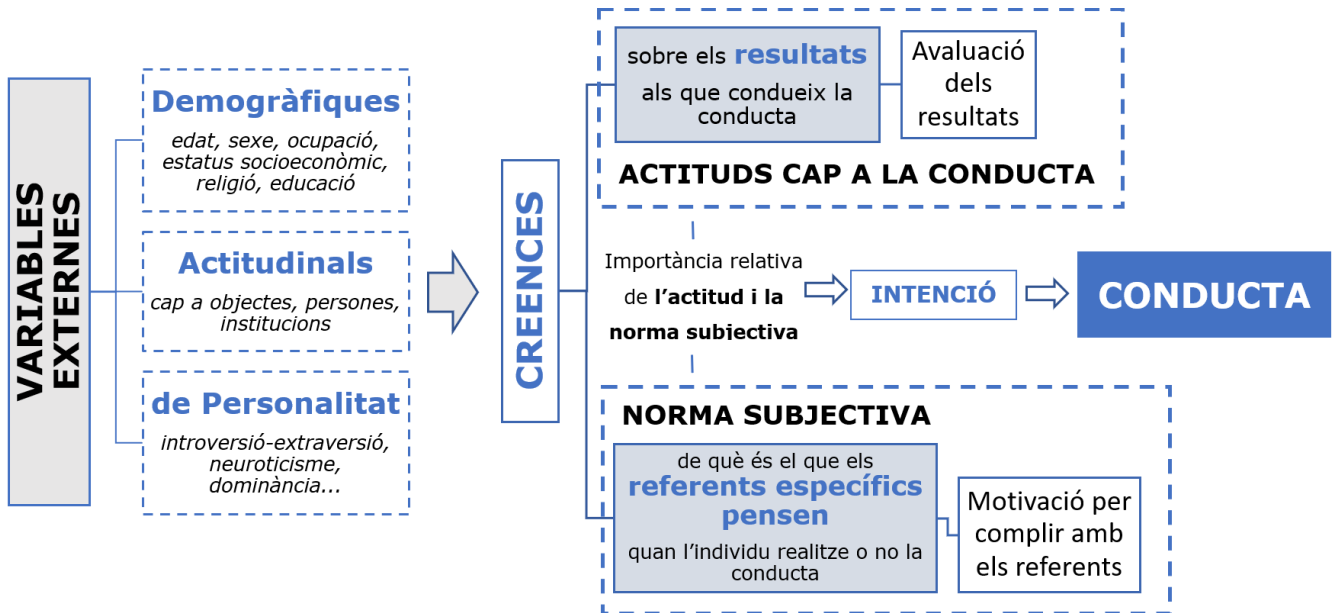 VARIABLES
EXTERNES
Demogràfiques
edat, sexe, ocupació,
estatus socioeconòmic,
religió, educació
Actitudinals
cap a objectes, persones,
institucions
de Personalitat
introversió-extraversió,
neuroticisme,
dominància...
CREENCES
sobre els resultats
als que condueix la
conducta
Avaluació
dels
resultats
ACTITUDS CAP A LA CONDUCTA
Importància relativa
de l’actitud i la
norma subjectiva
INTENCIÓ
CONDUCTA
NORMA SUBJECTIVA
de què és el que els
referents específics
pensen
quan l’individu realitze o no la
conducta
Motivació per
complir amb
els referents